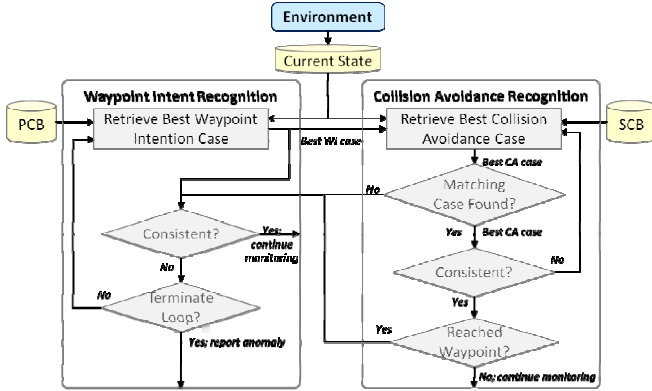 Environment
Current State
Waypoint Intent Recognition
Collision Avoidance Recognition
PCB
Retrieve Best Waypoint
Intention Case
Best WI case
Retrieve Best Collision
Avoidance Case
SCB
Best CA case
No
Matching
Case Found?
Yes
Best CA case
Consistent?
Yes;
continue
monitoring
Consistent?
No
No
Yes
No
Terminate
Loop?
Yes
Reached
Waypoint?
Yes; report anomaly
No; continue monitoring